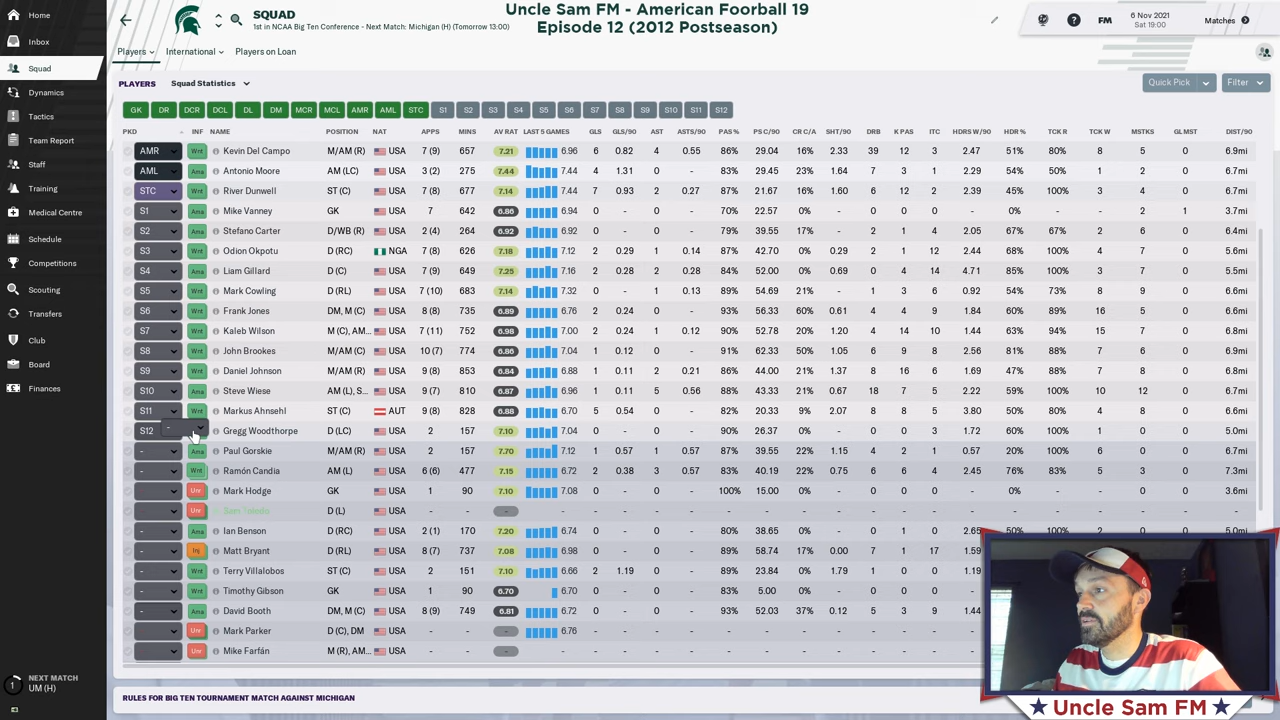 Home
Inbox
Squad
Dynamics
Tactics
Team Report
Staff
Training
Medical Centre
Schedule
Competitions
Scouting
Transfers
Club
Board
Finances
NEXT MATCH
1 UM (H)
SQUAD
1st in NCAA Big Ten Conference - Next Match: Michigan (H) (Tomorrow 13:00)
Uncle Sam FM - American Foorball 19
Episode 12 (2012 Postseason)
? FM 6 Nov 2021
Sat 19:00
Matches
Players International Players on Loan
PLAYERS Squad Statistics
Quick Pick Filter
GK DR DCR DCL DL DM MCR MCL AMR AML STC S1 S2 S3 S4 S5 S6 S7 S8 S9 S10 S11 S12
PKD INF NAME POSITION NAT APPS MINS AV RAT LAST 5 GAMES GLS GLS/90 AST ASTS/90 PAS % PS C/90 CR C/A SHT/90 DRB K PAS ITC HDRS W/90 HDR % TCK R TCK W MSTKS GL MST DIST/90
AMR Wnt Kevin Del Campo M/AM (R) USA 7 (9) 657 7.21 6.96 6 0.82 4 0.55 86% 29.04 16% 1.78 13 12 3 2.47 51% 80% 8 5 0 6.9mi
AML Ama Antonio Moore AM (LC) USA 3 (2) 275 7.44 7.44 4 1.31 0 - 83% 29.45 23% 1.64 7 3 1 2.29 54% 50% 1 2 0 6.7mi
STC Wnt River Dunwell ST (C) USA 7 (8) 677 7.14 7.44 7 0.93 2 0.27 87% 21.67 16% 1.60 6 12 2 2.39 45% 100% 3 4 0 6.7mi
S1 Ama Mike Vanney GK USA 7 642 6.86 6.94 0 0 0 - 70% 22.57 0% - 0 0 0 - 0% - 2 1 3.7mi
S2 Ama Stefano Carter D/WB (R) USA 2 (4) 264 6.92 6.92 0 0 0 - 79% 39.55 17% - 2 1 4 2.05 67% 67% 2 6 0 6.4mi
S3 Wnt Odion Okpotu D (RC) NGA 7 (8) 626 7.18 7.12 2 0.29 1 0.14 87% 42.70 0% 0 0 12 2.44 68% 100% 4 7 0 6.1mi
S4 Ama Liam Gillard D (C) USA 7 (9) 649 7.25 7.16 2 0.28 2 0.28 84% 52.00 0% 0.69 0 4 14 4.71 85% 100% 3 7 0 5.5mi
S5 Wnt Mark Cowling D (RL) USA 7 (10) 683 7.14 7.32 0 0 1 0.13 89% 54.69 21% 0.92 54% 73% 8 9 0 6.6mi
S6 Wnt Frank Jones DM, M (C) USA 8 (8) 735 6.89 6.76 2 0.24 0 - 93% 56.33 60% 0.61 4 4 9 1.84 60% 89% 16 5 0 6.6mi
S7 Wnt Kaleb Wilson M (C), AM... USA 7 (11) 752 6.98 7.00 2 0.24 1 0.12 90% 52.78 20% 1.20 4 10 14 1.44 63% 94% 15 7 0 6.8mi
S8 Wnt John Brookes M/AM (C) USA 10 (7) 774 6.86 7.04 1 0.12 0 - 91% 62.33 50% 1.05 6 9 8 2.56 81% 88% 7 6 0 6.9mi
S9 Wnt Daniel Johnson M/AM (R) USA 9 (8) 853 6.84 6.88 1 0.11 2 0.21 86% 44.00 21% 1.37 8 16 6 1.69 47% 88% 7 8 0 6.8mi
S10 Ama Steve Wiese AM (L), S... USA 9 (7) 810 6.87 1 5 0.56 88% 43.33 21% 2.22 59% 100% 10 12 0 6.7mi
S11 Wnt Markus Ahnsehl ST (C) AUT 9 (8) 828 6.88 6.70 5 0.54 0 - 82% 20.33 9% 2.07 8 8 5 3.80 50% 80% 4 8 0 6.6mi
S12 - Gregg Woodthorpe D (LC) USA 2 157 7.10 7.04 0 0 0 - 90% 26.37 0% - 0 0 3 1.72 60% 100% 1 0 0 5.0mi
- Ama Paul Gorskie M/AM (R) USA 2 157 7.70 7.12 1 0.57 1 0.57 77% 39.55 22% 1.15 4 2 1 0.57 20% 100% 6 0 6.7mi
- Wnt Ramón Candia AM (L) USA 6 (6) 477 7.15 6.72 2 3 0.57 83% 40.19 22% 0.75 6 4 4 2.45 76% 83% 5 3 0 7.3mi
Unr Mark Hodge GK USA 1 90 7.10 7.08 0 0 0 - 100% 15.00 0% - 0 0 0 - 0% - 0 0 3.6mi
Unr D (L) USA - - - - - -
- Ama Ian Benson D (RC) USA 2 (1) 170 7.20 6.74 0 0 0 - 80% 38.65 0% - 0 0
- Inj Matt Bryant D (RL) USA 8 (7) 737 7.08 6.98 0 0 0 - 89% 58.74 17% 0.00 7 1 17 1.59
- Wnt Terry Villalobos ST (C) USA 2 151 7.10 6.66 2 1.19 0 - 89% 23.84 0% 1.79 1 1 0 1.19
- Wnt Timothy Gibson GK USA 1 90 6.70 6.70 0 0 0 - 83% 5.00 0% - 0 0 0
- Ama David Booth DM, M (C) USA 8 (9) 749 6.81 6.72 0 0 0 - 93% 52.03 37% 0.12 5 3 9 1.44
Unr Mark Parker D (C), DM USA - - - 6.76 - - - - - - - - - - - -
Unr Mike Farfán M (R), AM... USA - - - - - - - - - - - - - - -
RULES FOR BIG TEN TOURNAMENT MATCH AGAINST MICHIGAN
★ Uncle Sam FM ★